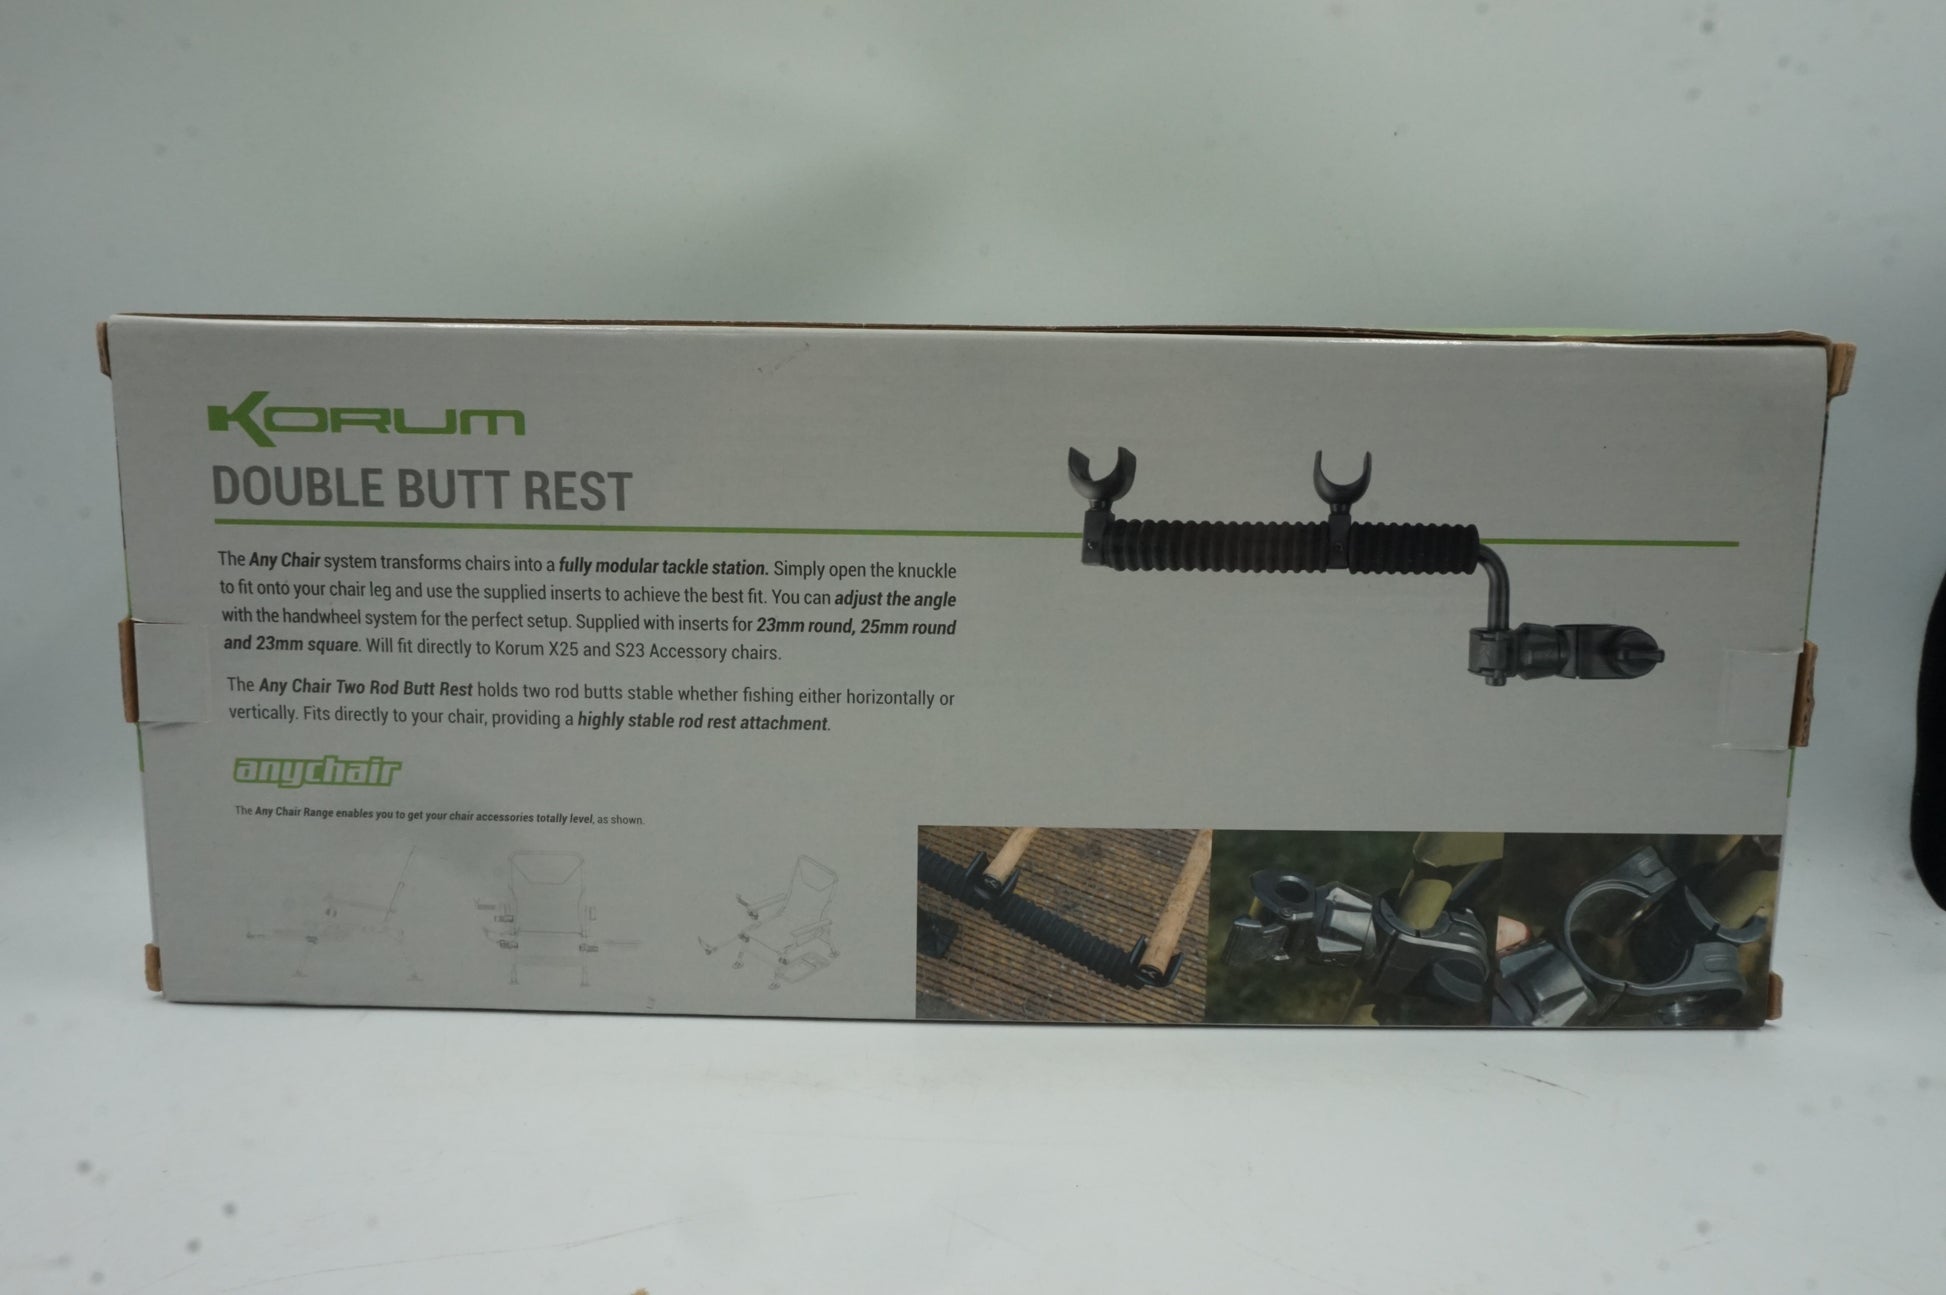 KORUM
DOUBLE BUTT REST
The Any Chair system transforms chairs into a fully modular tackle station. Simply open the knuckle
to fit onto your chair leg and use the supplied inserts to achieve the best fit. You can adjust the angle
with the handwheel system for the perfect setup. Supplied with inserts for 23mm round, 25mm round
and 23mm square. Will fit directly to Korum X25 and S23 Accessory chairs.
The Any Chair Two Rod Butt Rest holds two rod butts stable whether fishing either horizontally or
vertically. Fits directly to your chair, providing a highly stable rod rest attachment.
anychair
The Any Chair Range enables you to get your chair accessories totally level, as shown.